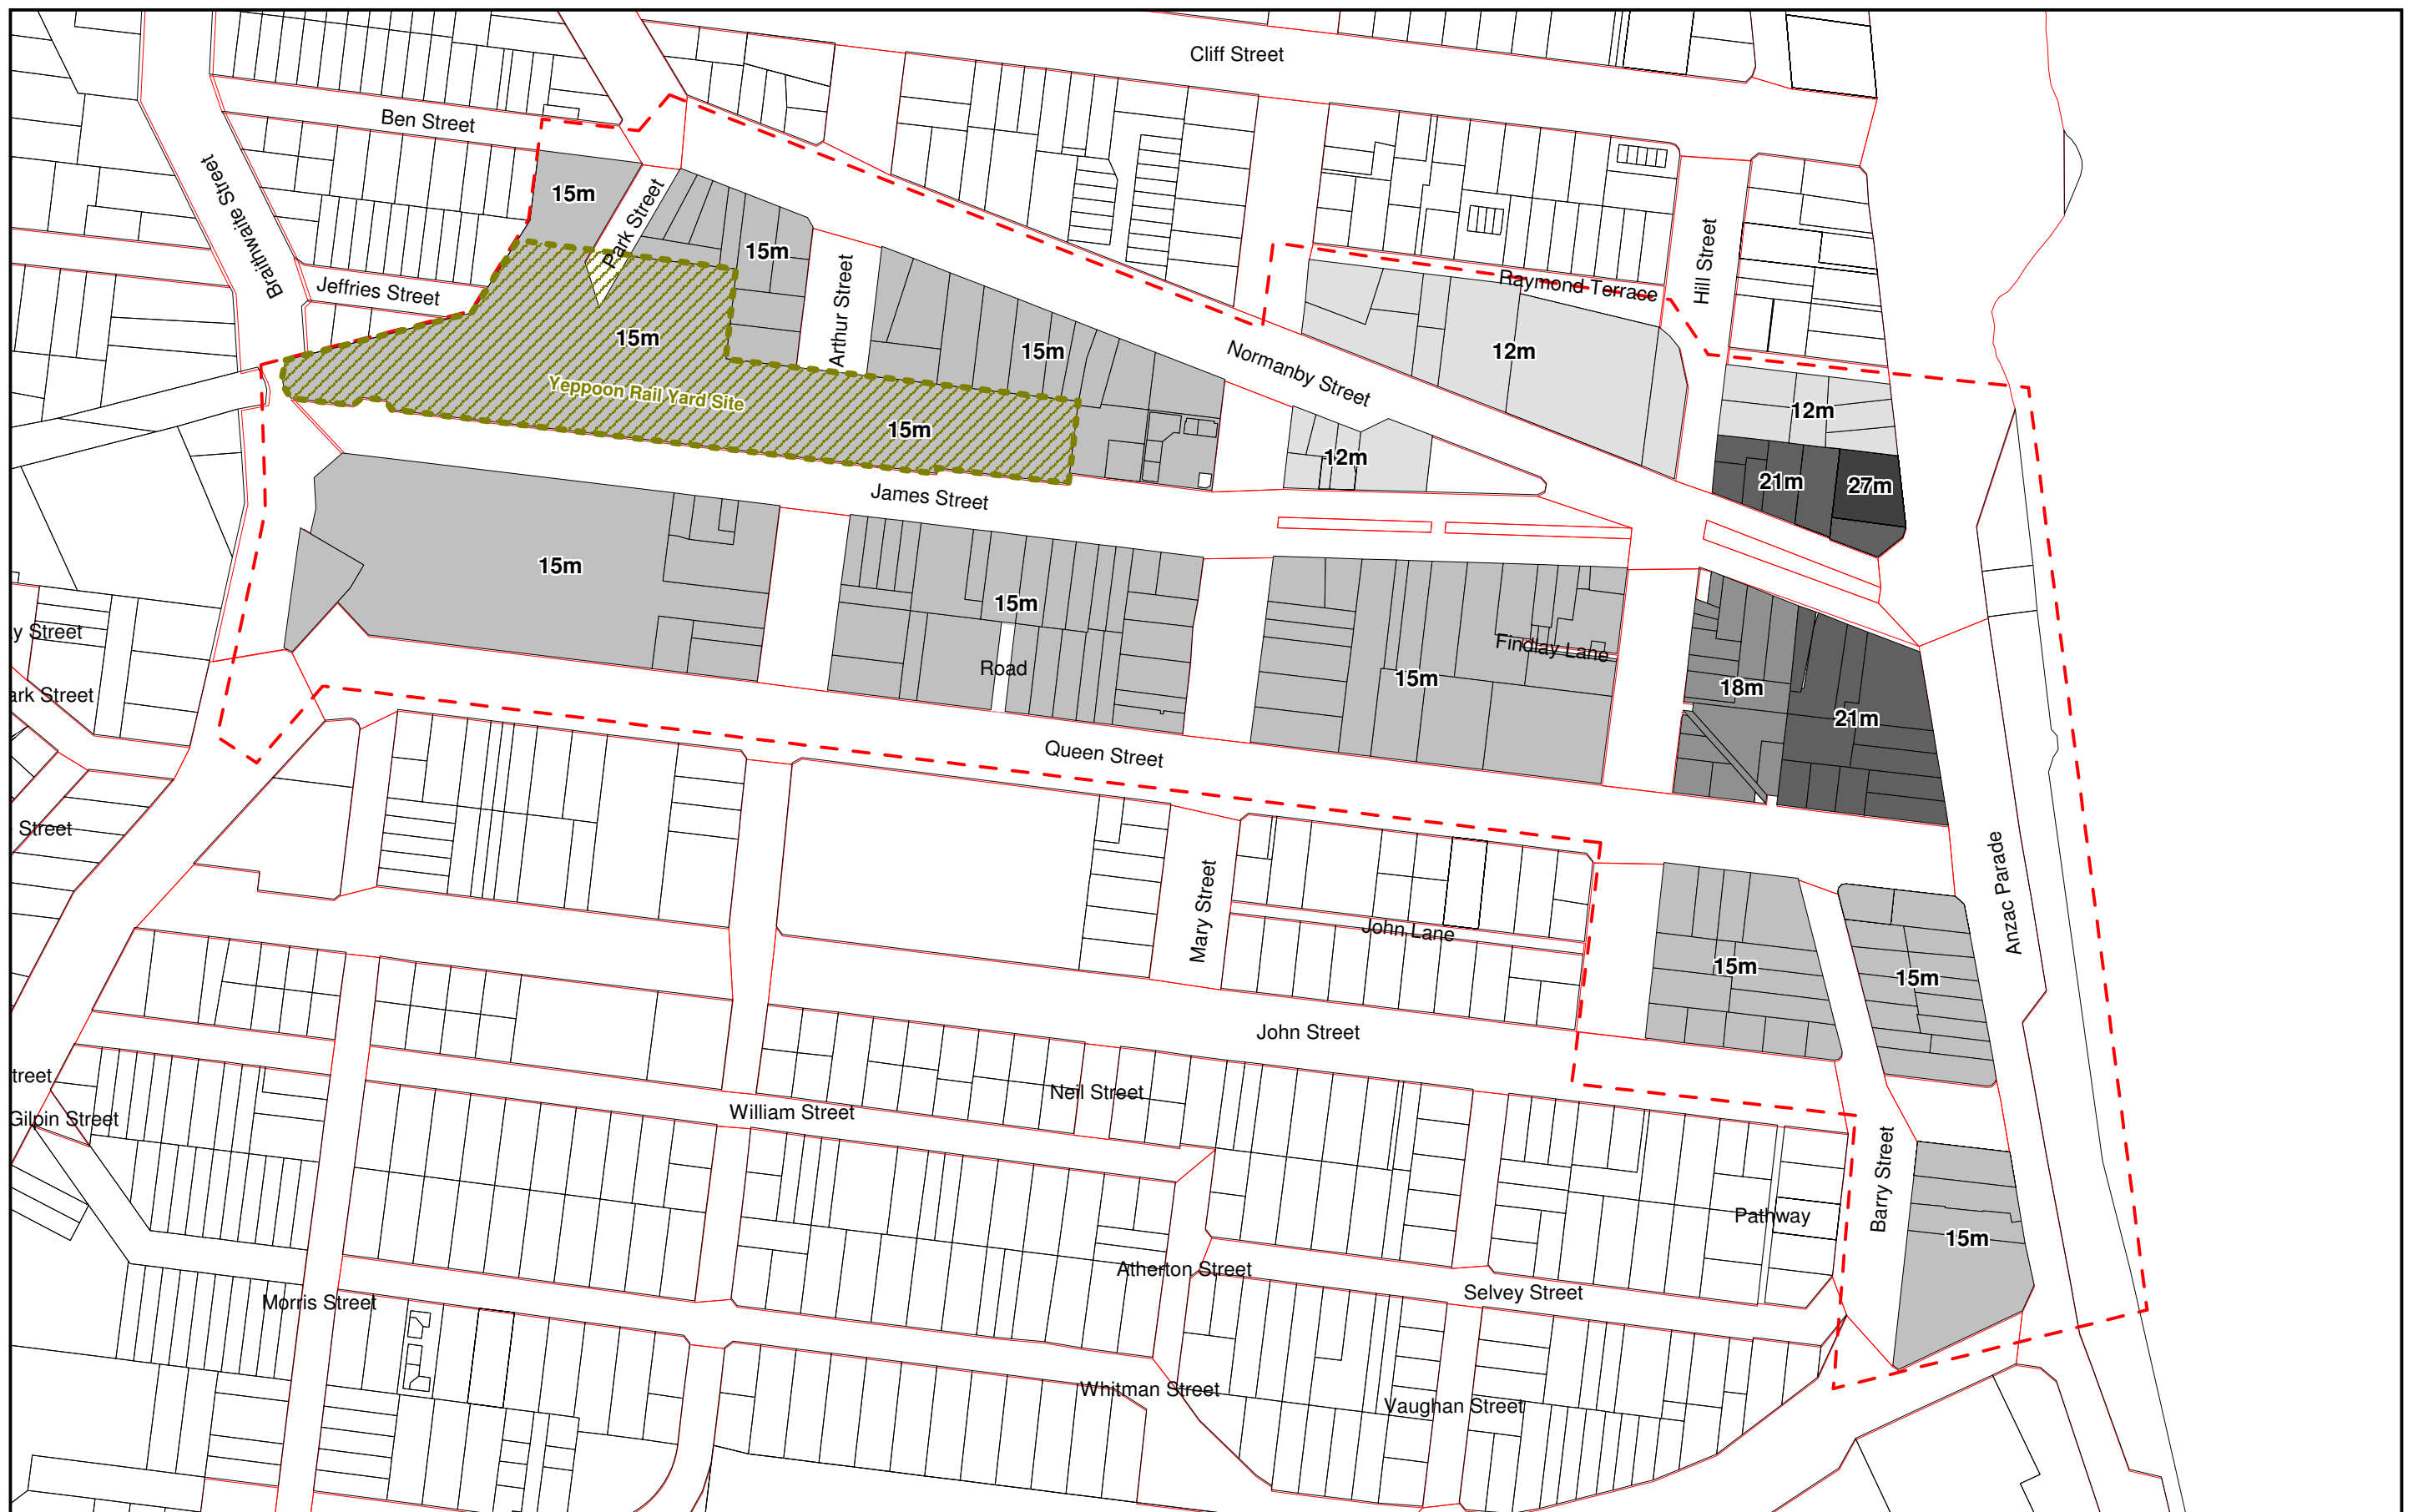 Cliff Street
Ben Street
Braithwaite Street
15m
Park Street
15m
Hill Street
Jeffries Street
Arthur Street
Raymond Terrace
15m
15m
Normanby Street
12m
Yeppoon Rail Yard Site
15m
12m
12m
21m
27m
James Street
15m
15m
y Street
Road
Findlay Lane
15m
18m
21m
ark Street
Queen Street
Street
Mary Street
John Lane
15m
15m
Anzac Parade
John Street
treet
Neil Street
William Street
Gilpin Street
Barry Street
Pathway
15m
Atherton Street
Selvey Street
Morris Street
Whitman Street
Vaughan Street